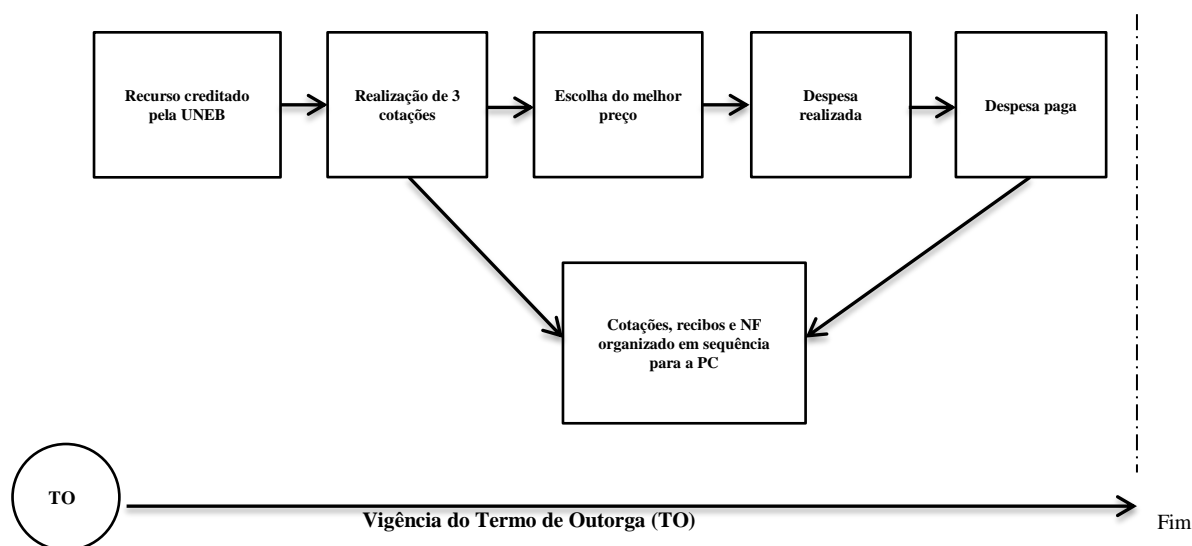 Recurso creditado
pela UNEB
Realização de 3
cotações
Escolha do melhor
preço
Despesa
realizada
Despesa paga
Cotações, recibos e NF
organizado em sequência
para a PC
TO
Vigência do Termo de Outorga (TO)
Fim